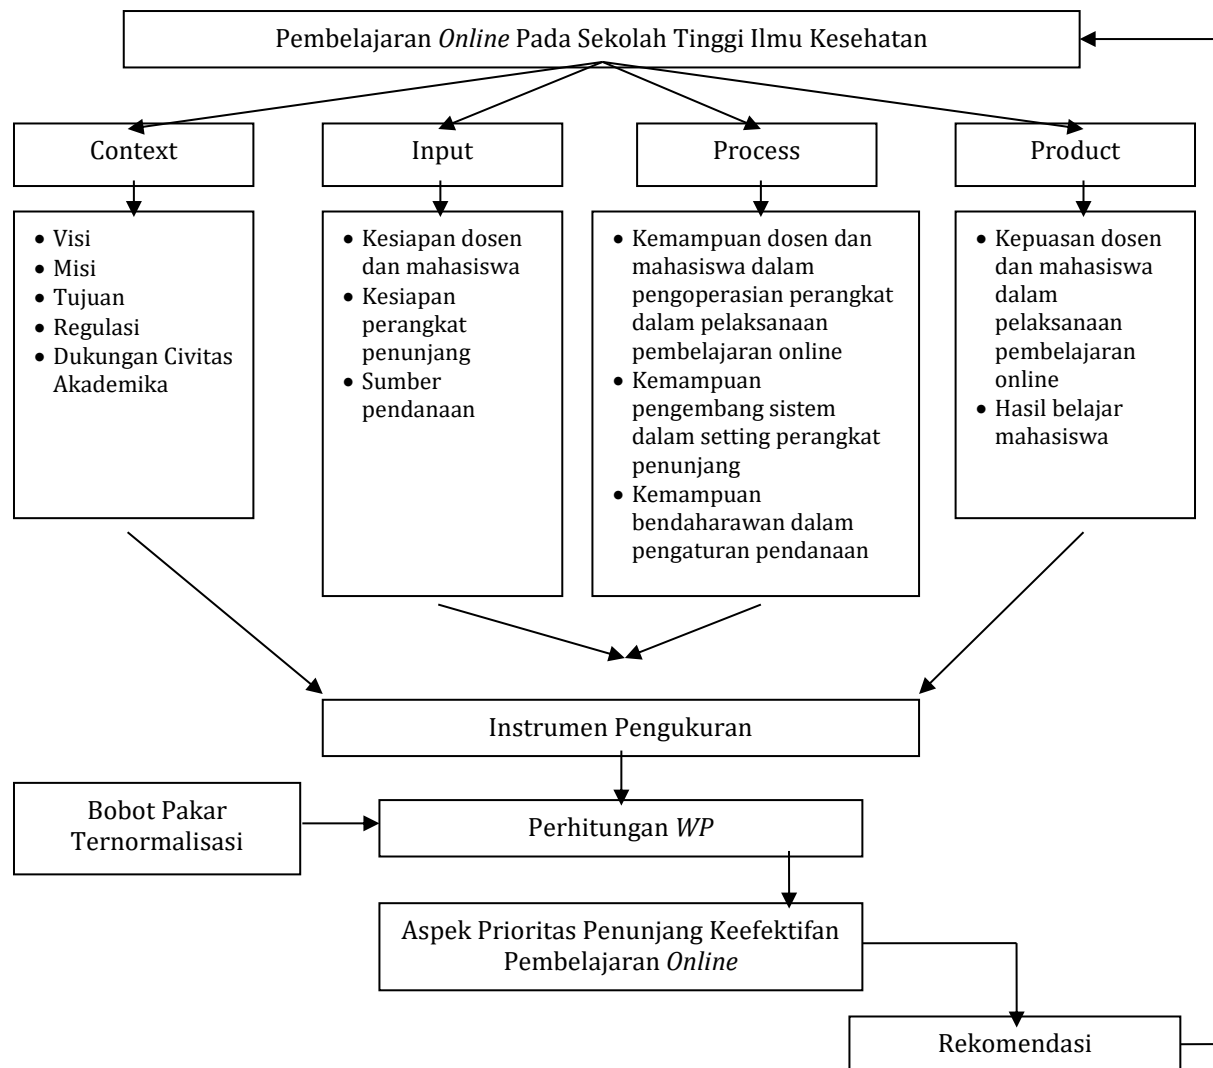 Pembelajaran Online Pada Sekolah Tinggi Ilmu Kesehatan
Context
Input
Process
Product
• Visi
• Misi
• Tujuan
• Regulasi
• Dukungan Civitas
Akademika
• Kesiapan dosen
dan mahasiswa
• Kesiapan
perangkat
penunjang
• Sumber
pendanaan
• Kemampuan dosen dan
mahasiswa dalam
pengoperasian perangkat
dalam pelaksanaan
pembelajaran online
• Kemampuan
pengembang sistem
dalam setting perangkat
penunjang
• Kemampuan
bendaharawan dalam
pengaturan pendanaan
• Kepuasan dosen
dan mahasiswa
dalam
pelaksanaan
pembelajaran
online
• Hasil belajar
mahasiswa
Instrumen Pengukuran
Bobot Pakar
Ternormalisasi
Perhitungan WP
Aspek Prioritas Penunjang Keefektifan
Pembelajaran Online
Rekomendasi